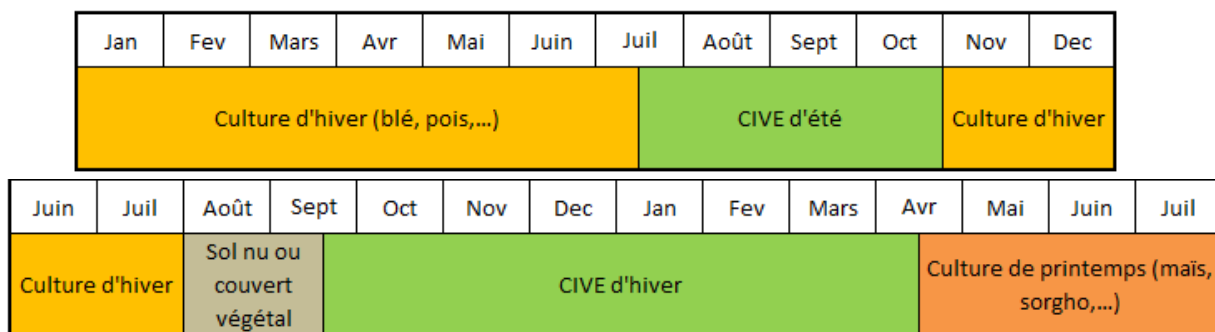 Jan Fev Mars Avr Mai Juin Juil Août Sept Oct Nov Dec
Culture d'hiver (blé, pois,...) CIVE d'été Culture d'hiver
Juin Juil Août Sept Oct Nov Dec Jan Fev Mars Avr Mai Juin Juil
Culture d'hiver
Sol nu ou
couvert
végétal
CIVE d'hiver
Culture de printemps (maïs,
sorgho,...)